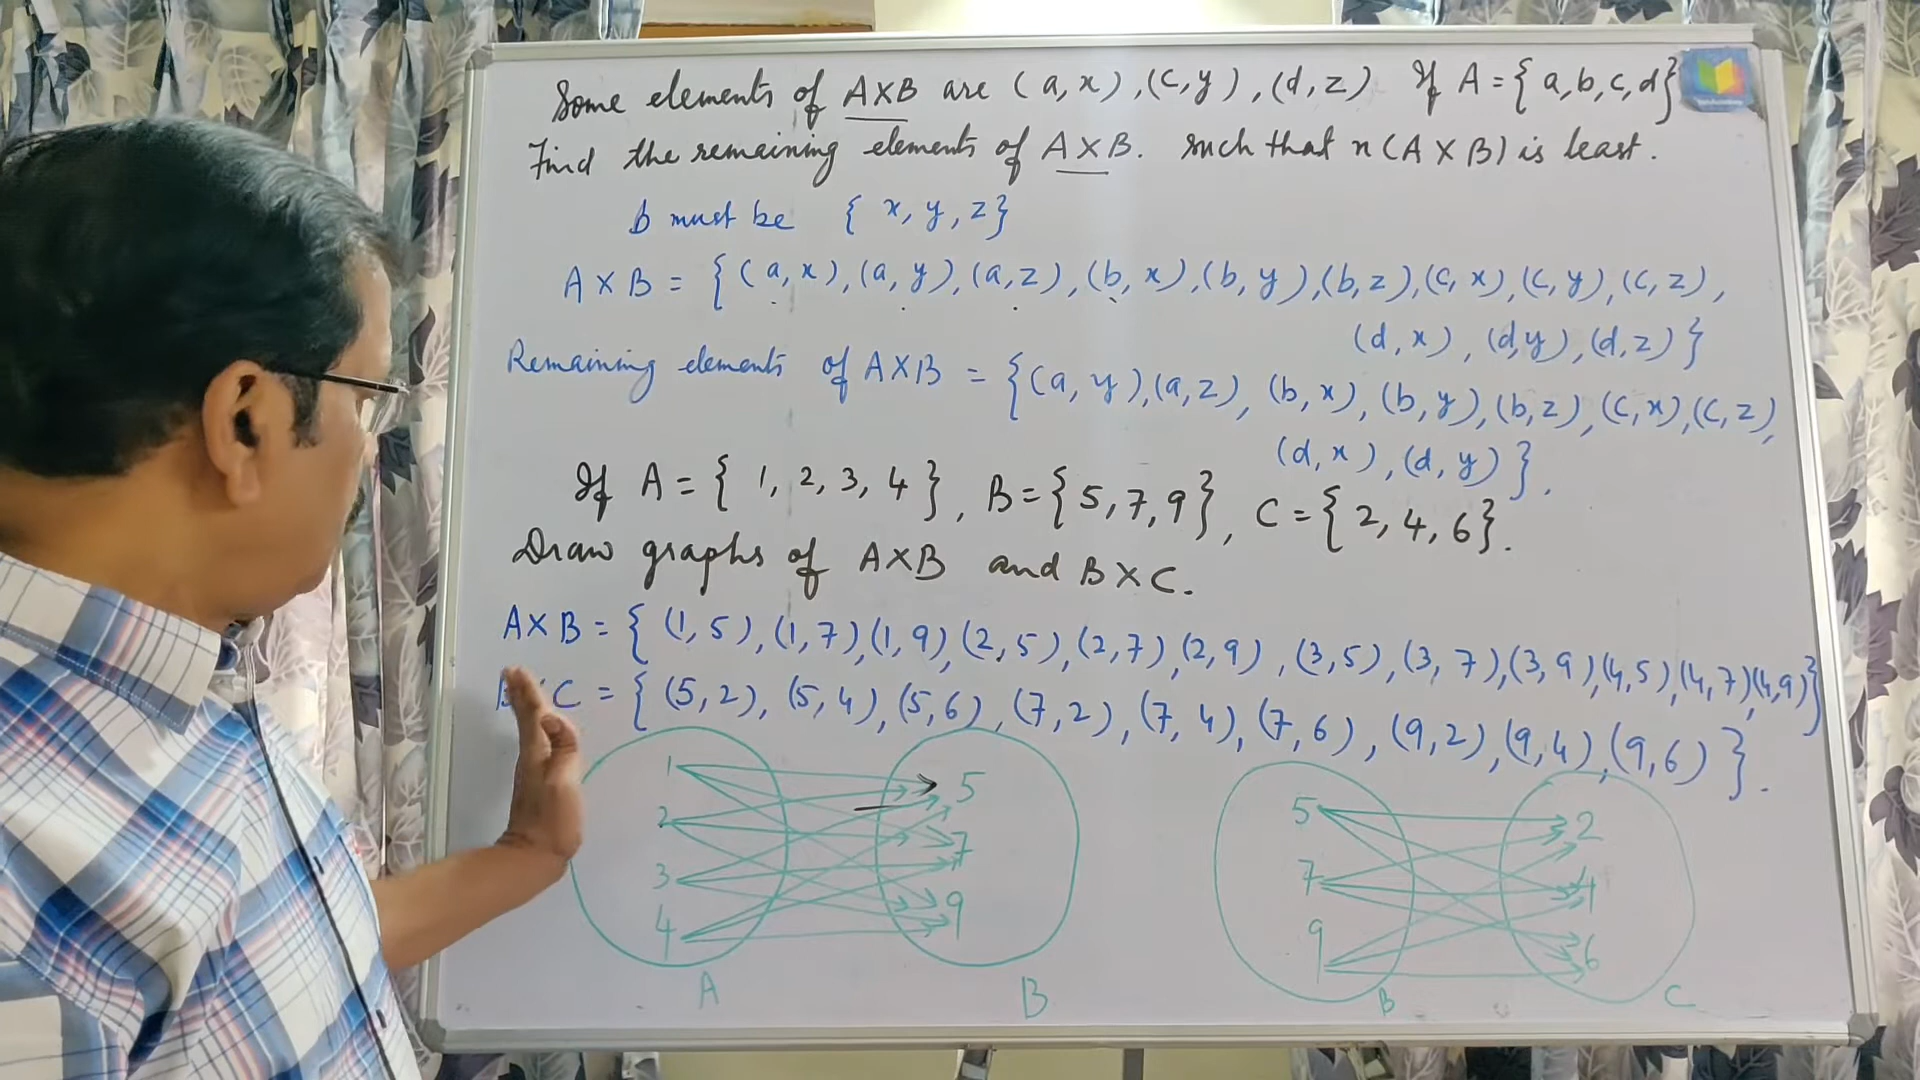 Some elements of A×B are (a, x), (c, y), (d, z) If A = { a, b, c, d}
Find the remaining elements of A×B. such that n(A×B) is least.
b must be { x, y, z}
A×B = { (a, x), (a, y), (a, z), (b, x), (b, y), (b, z), (c, x), (c, y), (c, z),
(d, x), (d,y), (d, z) }
Remaining elements of A×B = { (a, y), (a, z), (b, x), (b, y), (b, z), (c, x), (c, z),
(d, x), (d, y) }.
If A = { 1, 2, 3, 4 }, B = {5, 7, 9}, C = {2, 4, 6}.
Draw graphs of A×B and B×C.
A×B = { (1, 5), (1, 7), (1, 9), (2, 5), (2, 7), (2, 9), (3, 5), (3, 7), (3, 9), (4, 5), (4, 7), (4, 9)}
C = { (5, 2), (5, 4), (5, 6), (7, 2), (7, 4), (7, 6), (9, 2), (9, 4), (9, 6) }.
1 5
2 7
3 9
4
A B
5 2
7 4
9 6
B C